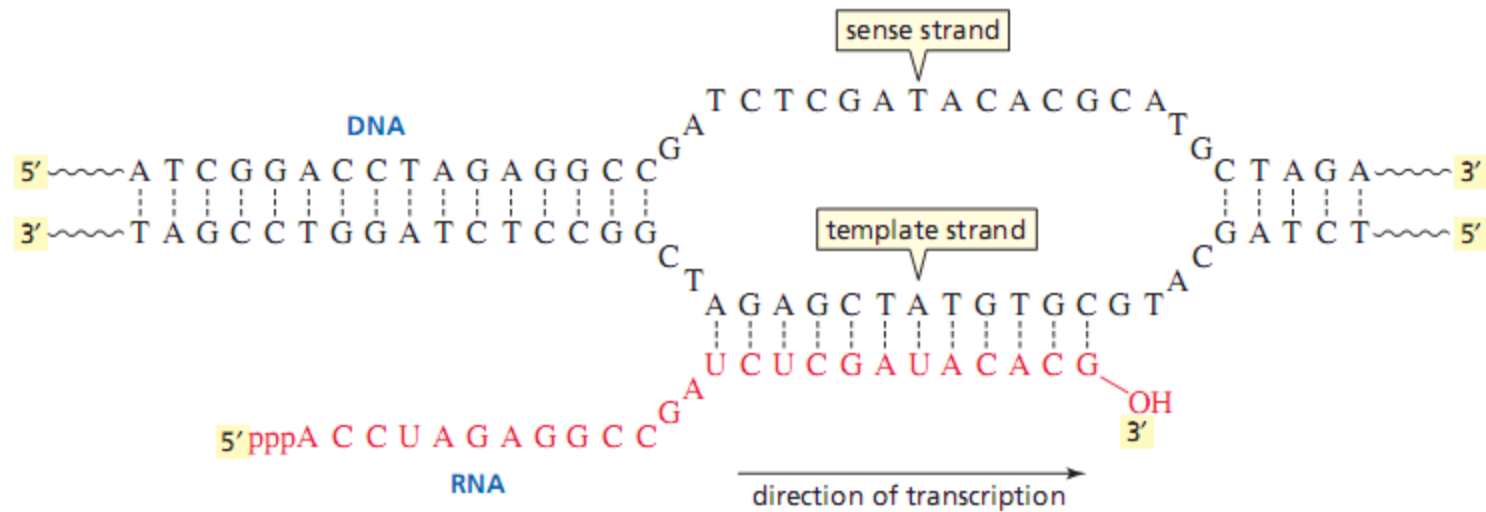 sense strand
T C T C G A T A C A C G C A
DNA
A
T
G
G
5′ A T C G G A C C T A G A G G C C
C T A G A 3′
3′ T A G C C T G G A T C T C C G G
template strand
G A T C T 5′
C
C
T
A
A G A G C T A T G T G C G T
U C U C G A U A C A C G
A
OH
G
3′
5′ pppA C C U A G A G G C C
RNA
direction of transcription